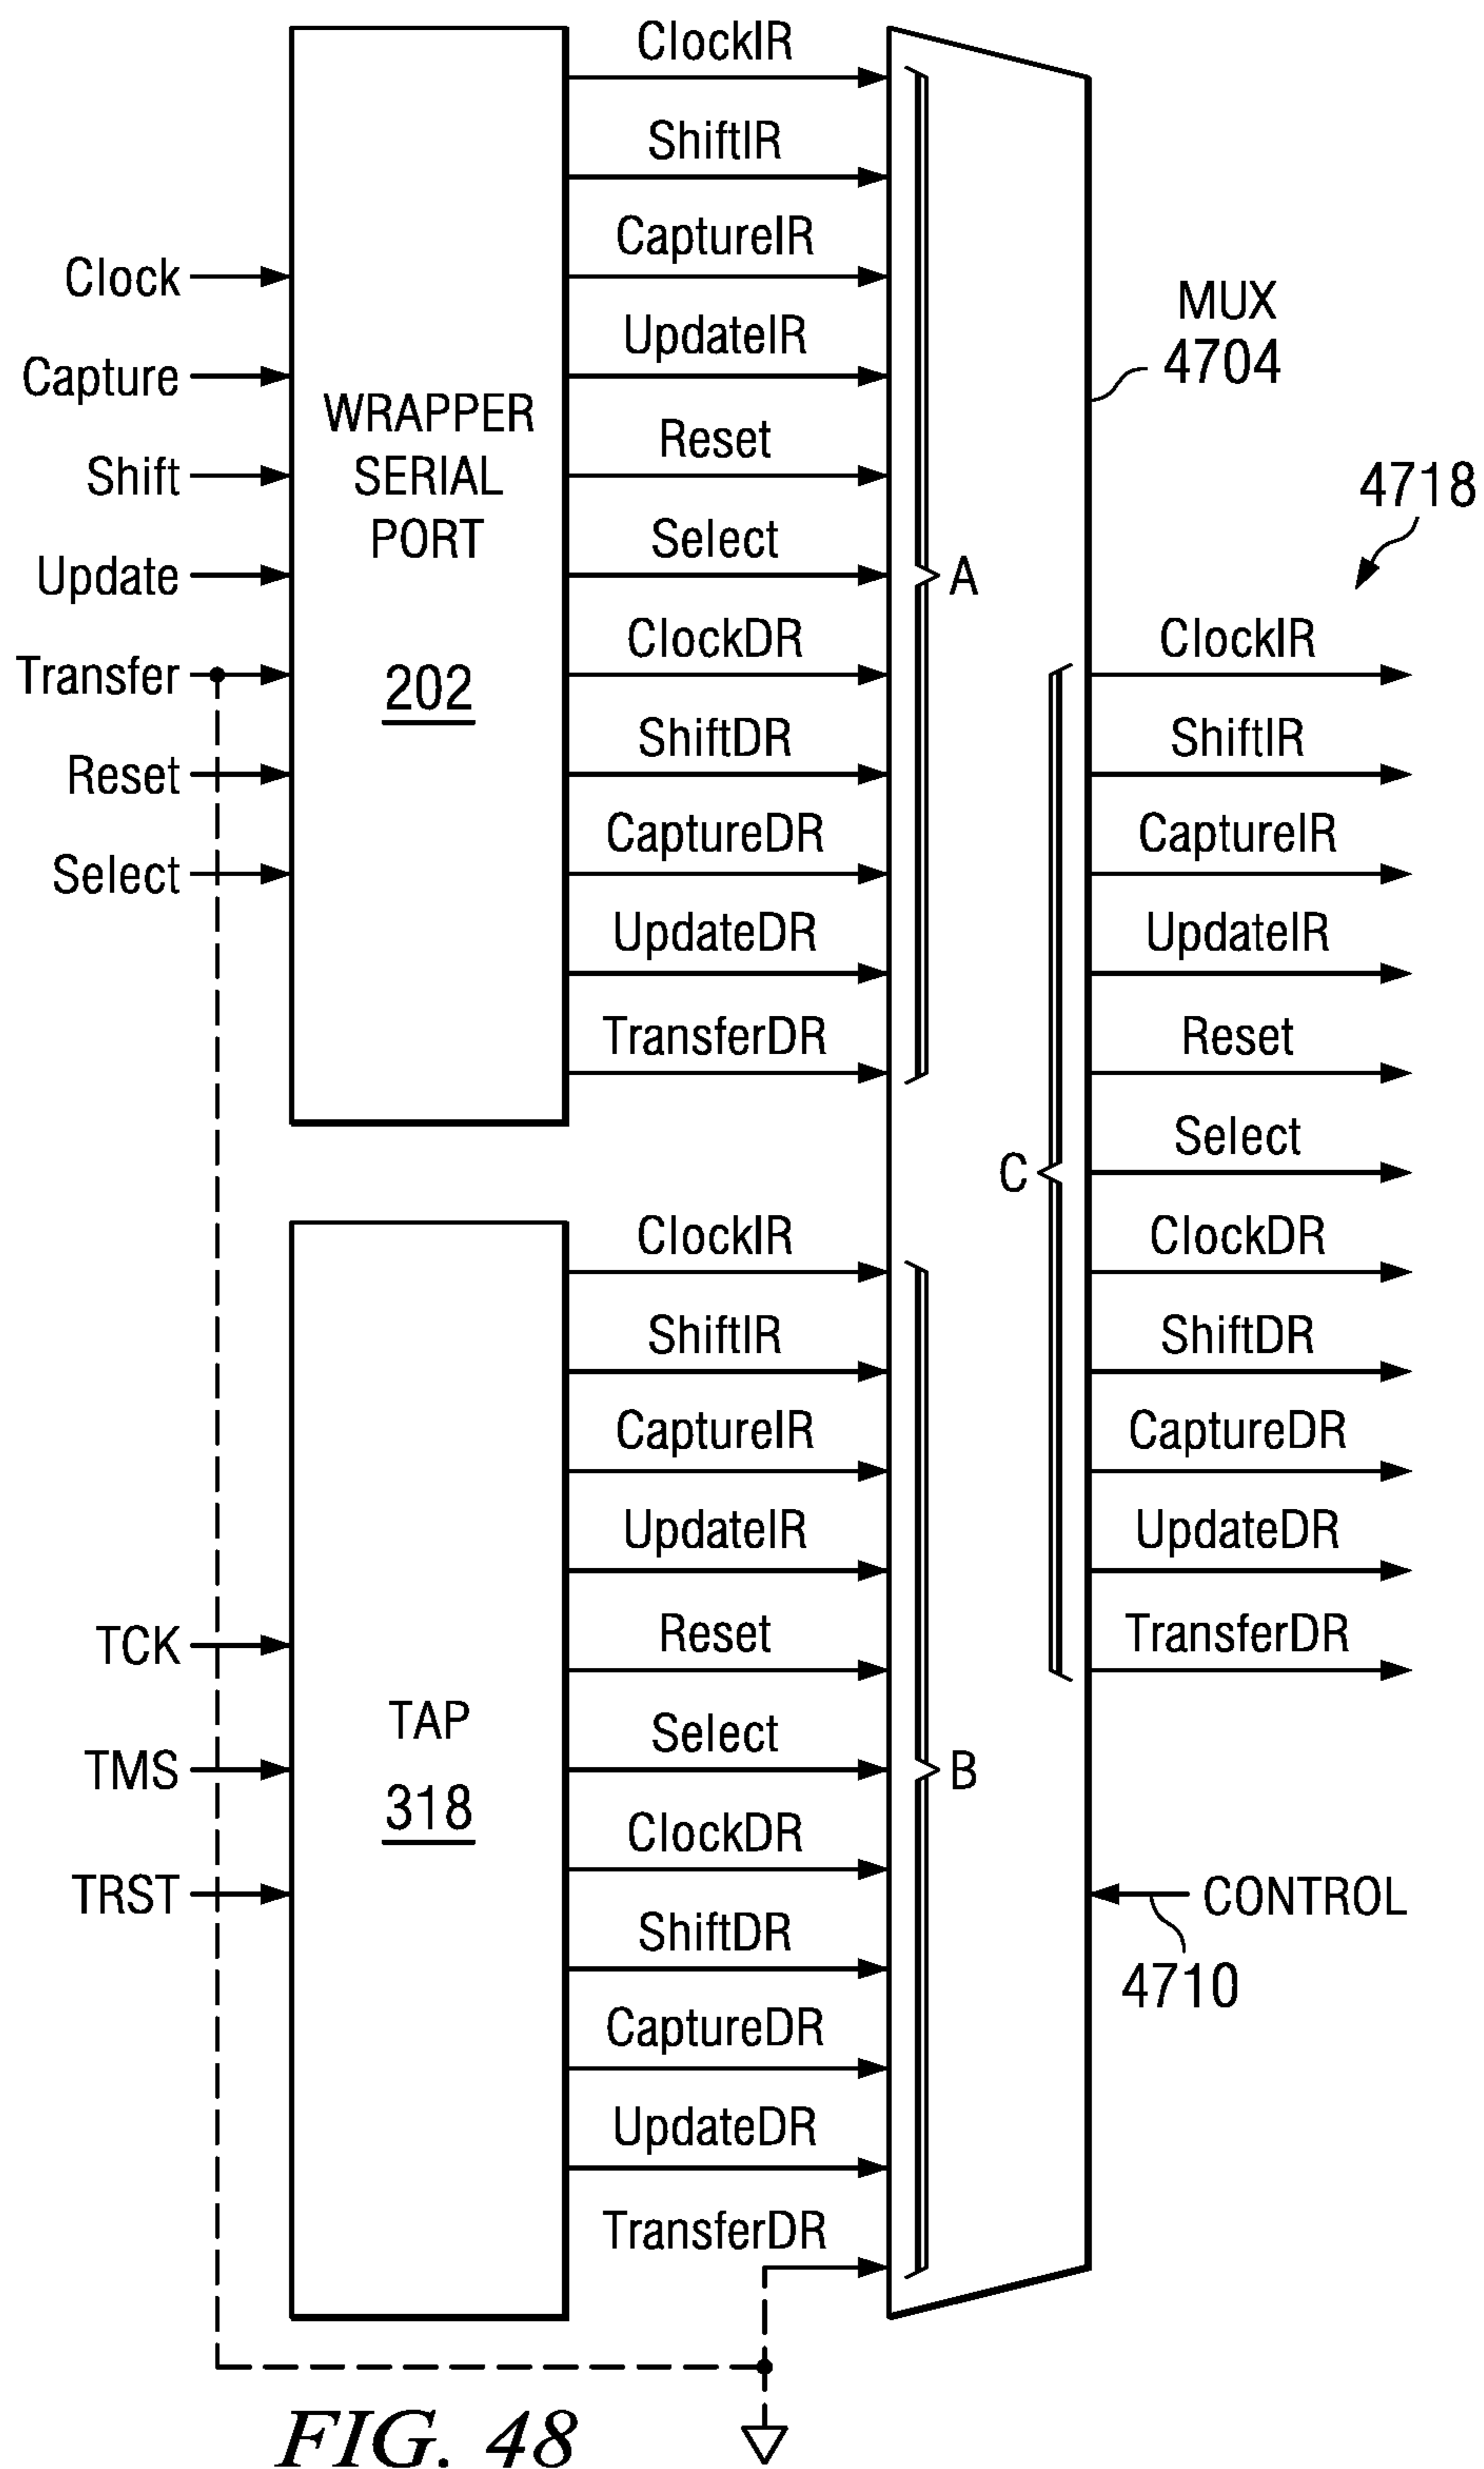 Clock
Capture
Shift
Update
Transfer
Reset
Select
WRAPPER
SERIAL
PORT
202
ClockIR
ShiftIR
CaptureIR
UpdateIR
Reset
Select
ClockDR
ShiftDR
CaptureDR
UpdateDR
TransferDR
A
TCK
TMS
TRST
TAP
318
ClockIR
ShiftIR
CaptureIR
UpdateIR
Reset
Select
ClockDR
ShiftDR
CaptureDR
UpdateDR
TransferDR
B
MUX
4704
4718
C
ClockIR
ShiftIR
CaptureIR
UpdateIR
Reset
Select
ClockDR
ShiftDR
CaptureDR
UpdateDR
TransferDR
CONTROL
4710
FIG. 48